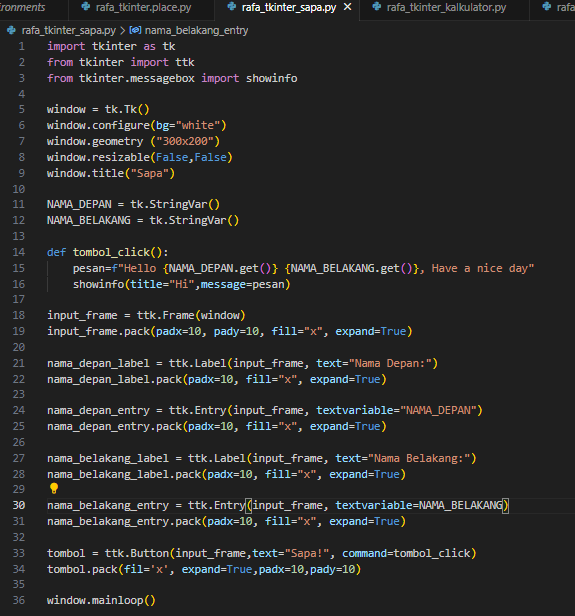 ronments
rafa_tkinter.place.py
rafa_tkinter_sapa.py
rafa_tkinter_kalkulator.py
rafa
rafa_tkinter_sapa.py > nama_belakang_entry
1 import tkinter as tk
2 from tkinter import ttk
3 from tkinter.messagebox import showinfo
4
5 window = tk.Tk()
6 window.configure(bg="white")
7 window.geometry ("300x200")
8 window.resizable(False,False)
9 window.title("Sapa")
10
11 NAMA_DEPAN = tk.StringVar()
12 NAMA_BELAKANG = tk.StringVar()
13
14 def tombol_click():
15     pesan=f"Hello {NAMA_DEPAN.get()} {NAMA_BELAKANG.get()}, Have a nice day"
16     showinfo(title="Hi",message=pesan)
17
18 input_frame = tk.Frame(window)
19 input_frame.pack(padx=10, pady=10, fill="x", expand=True)
20
21 nama_depan_label = ttk.Label(input_frame, text="Nama Depan:")
22 nama_depan_label.pack(padx=10, fill="x", expand=True)
23
24 nama_depan_entry = ttk.Entry(input_frame, textvariable="NAMA_DEPAN")
25 nama_depan_entry.pack(padx=10, fill="x", expand=True)
26
27 nama_belakang_label = ttk.Label(input_frame, text="Nama Belakang:")
28 nama_belakang_label.pack(padx=10, fill="x", expand=True)
29
30 nama_belakang_entry = ttk.Entry(input_frame, textvariable=NAMA_BELAKANG)
31 nama_belakang_entry.pack(padx=10, fill="x", expand=True)
32
33 tombol = ttk.Button(input_frame,text="Sapa!", command=tombol_click)
34 tombol.pack(fil='x', expand=True,padx=10,pady=10)
35
36 window.mainloop()